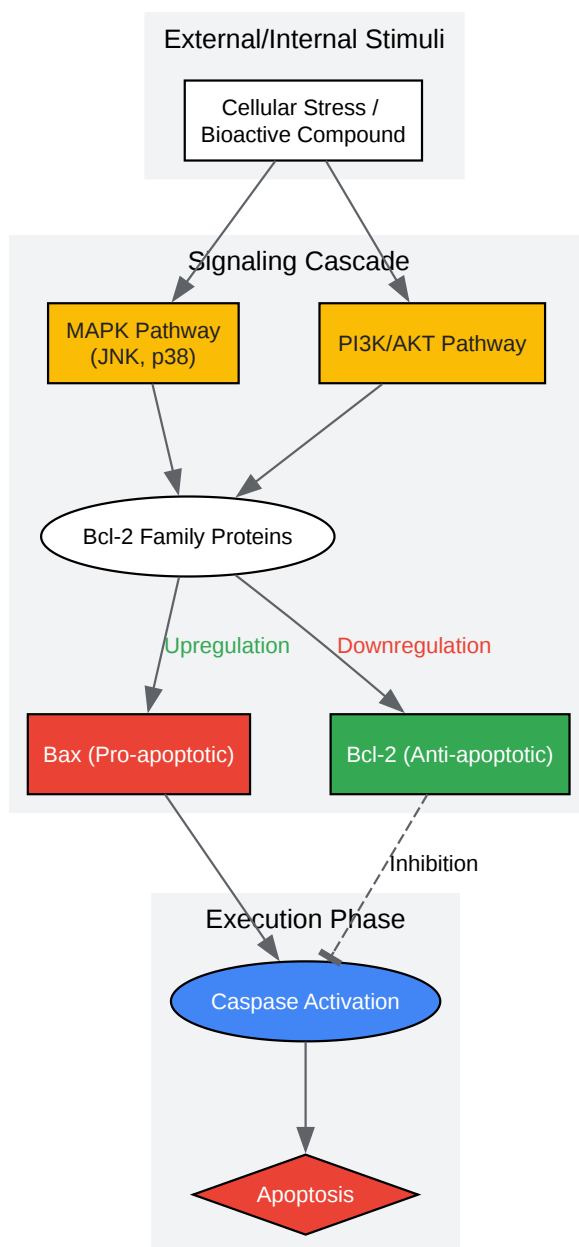 External/Internal Stimuli
Cellular Stress /
Bioactive Compound
Signaling Cascade
MAPK Pathway
(JNK, p38)
PI3K/AKT Pathway
Bcl-2 Family Proteins
Upregulation
Downregulation
Bax (Pro-apoptotic)
Bcl-2 (Anti-apoptotic)
Inhibition
Execution Phase
Caspase Activation
Apoptosis